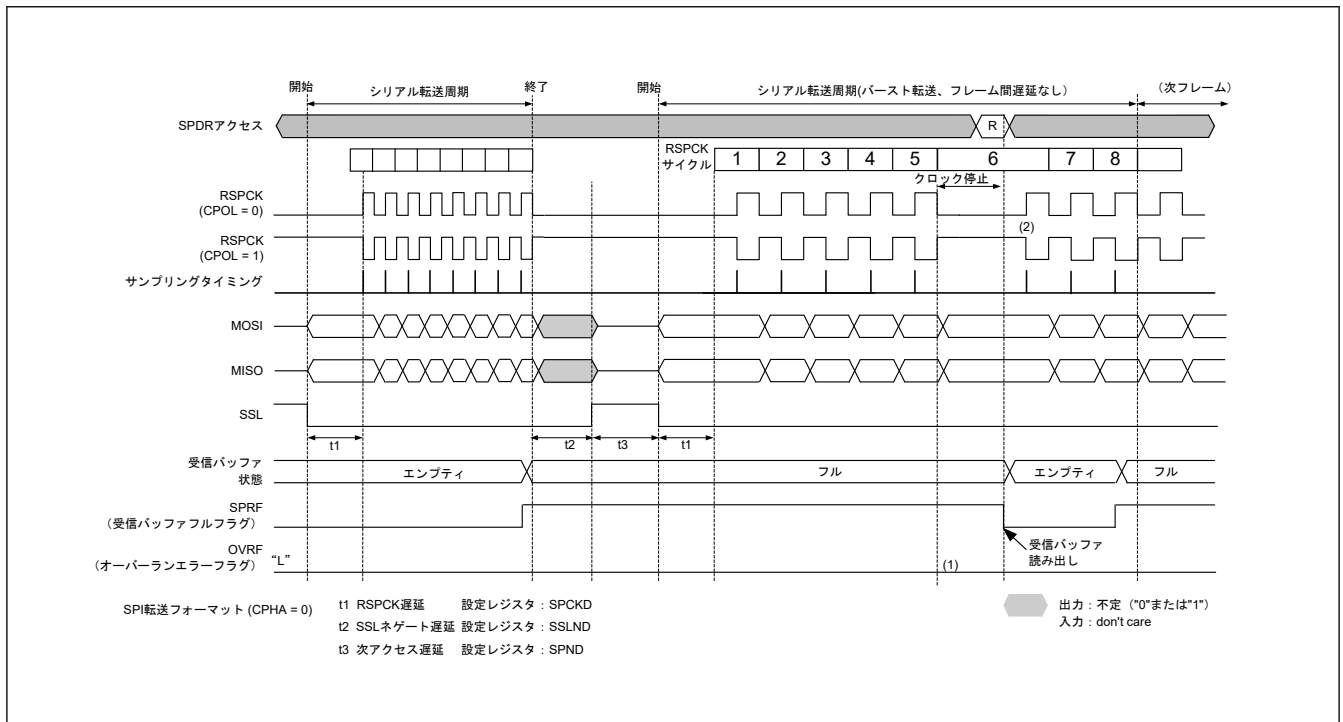 開始
シリアル転送周期
終了
開始
シリアル転送周期(バースト転送、フレーム間遅延なし)
(次フレーム)
SPDRアクセス
R
RSPCK
サイクル
1 2 3 4 5 6 7 8
クロック停止
RSPCK
(CPOL = 0)
(2)
RSPCK
(CPOL = 1)
サンプリングタイミング
MOSI
MISO
SSL
t1 t2 t3 t1
受信バッファ
状態
エンプティ フル エンプティ フル
SPRF
(受信バッファフルフラグ)
受信バッファ
読み出し
OVRF
(オーバーランエラーフラグ)
“L”
(1)
SPI転送フォーマット (CPHA = 0)
t1 RSPCK遅延 設定レジスタ:SPCKD
t2 SSLネゲート遅延 設定レジスタ:SSLND
t3 次アクセス遅延 設定レジスタ:SPND
出力:不定("0"または"1")
入力:don't care